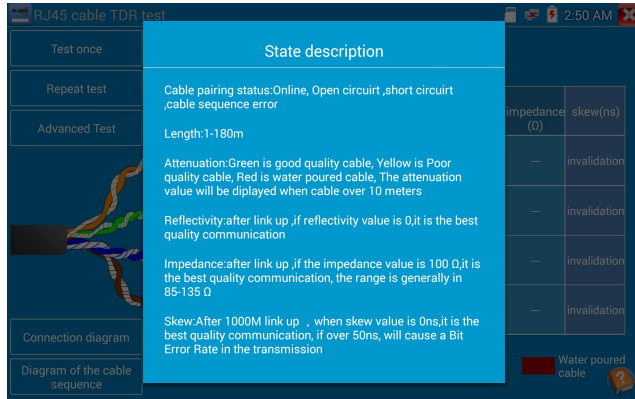 RJ45 cable TDR test
2:50 AM
Test once
Repeat test
Advanced Test
Connection diagram
Diagram of the cable
sequence
State description
Cable pairing status:Online, Open circuirt ,short circuirt
,cable sequence error
Length:1-180m
Attenuation:Green is good quality cable, Yellow is Poor
quality cable, Red is water poured cable, The attenuation
value will be diplayed when cable over 10 meters
Reflectivity:after link up ,if reflectivity value is 0,it is the best
quality communication
Impedance:after link up ,if the impedance value is 100 Ω,it is
the best quality communication, the range is generally in
85-135 Ω
Skew:After 1000M link up ，when skew value is 0ns,it is the
best quality communication, if over 50ns, will cause a Bit
Error Rate in the transmission
impedance
(Ω)
skew(ns)
--- invalidation
--- invalidation
--- invalidation
--- invalidation
Water poured
cable